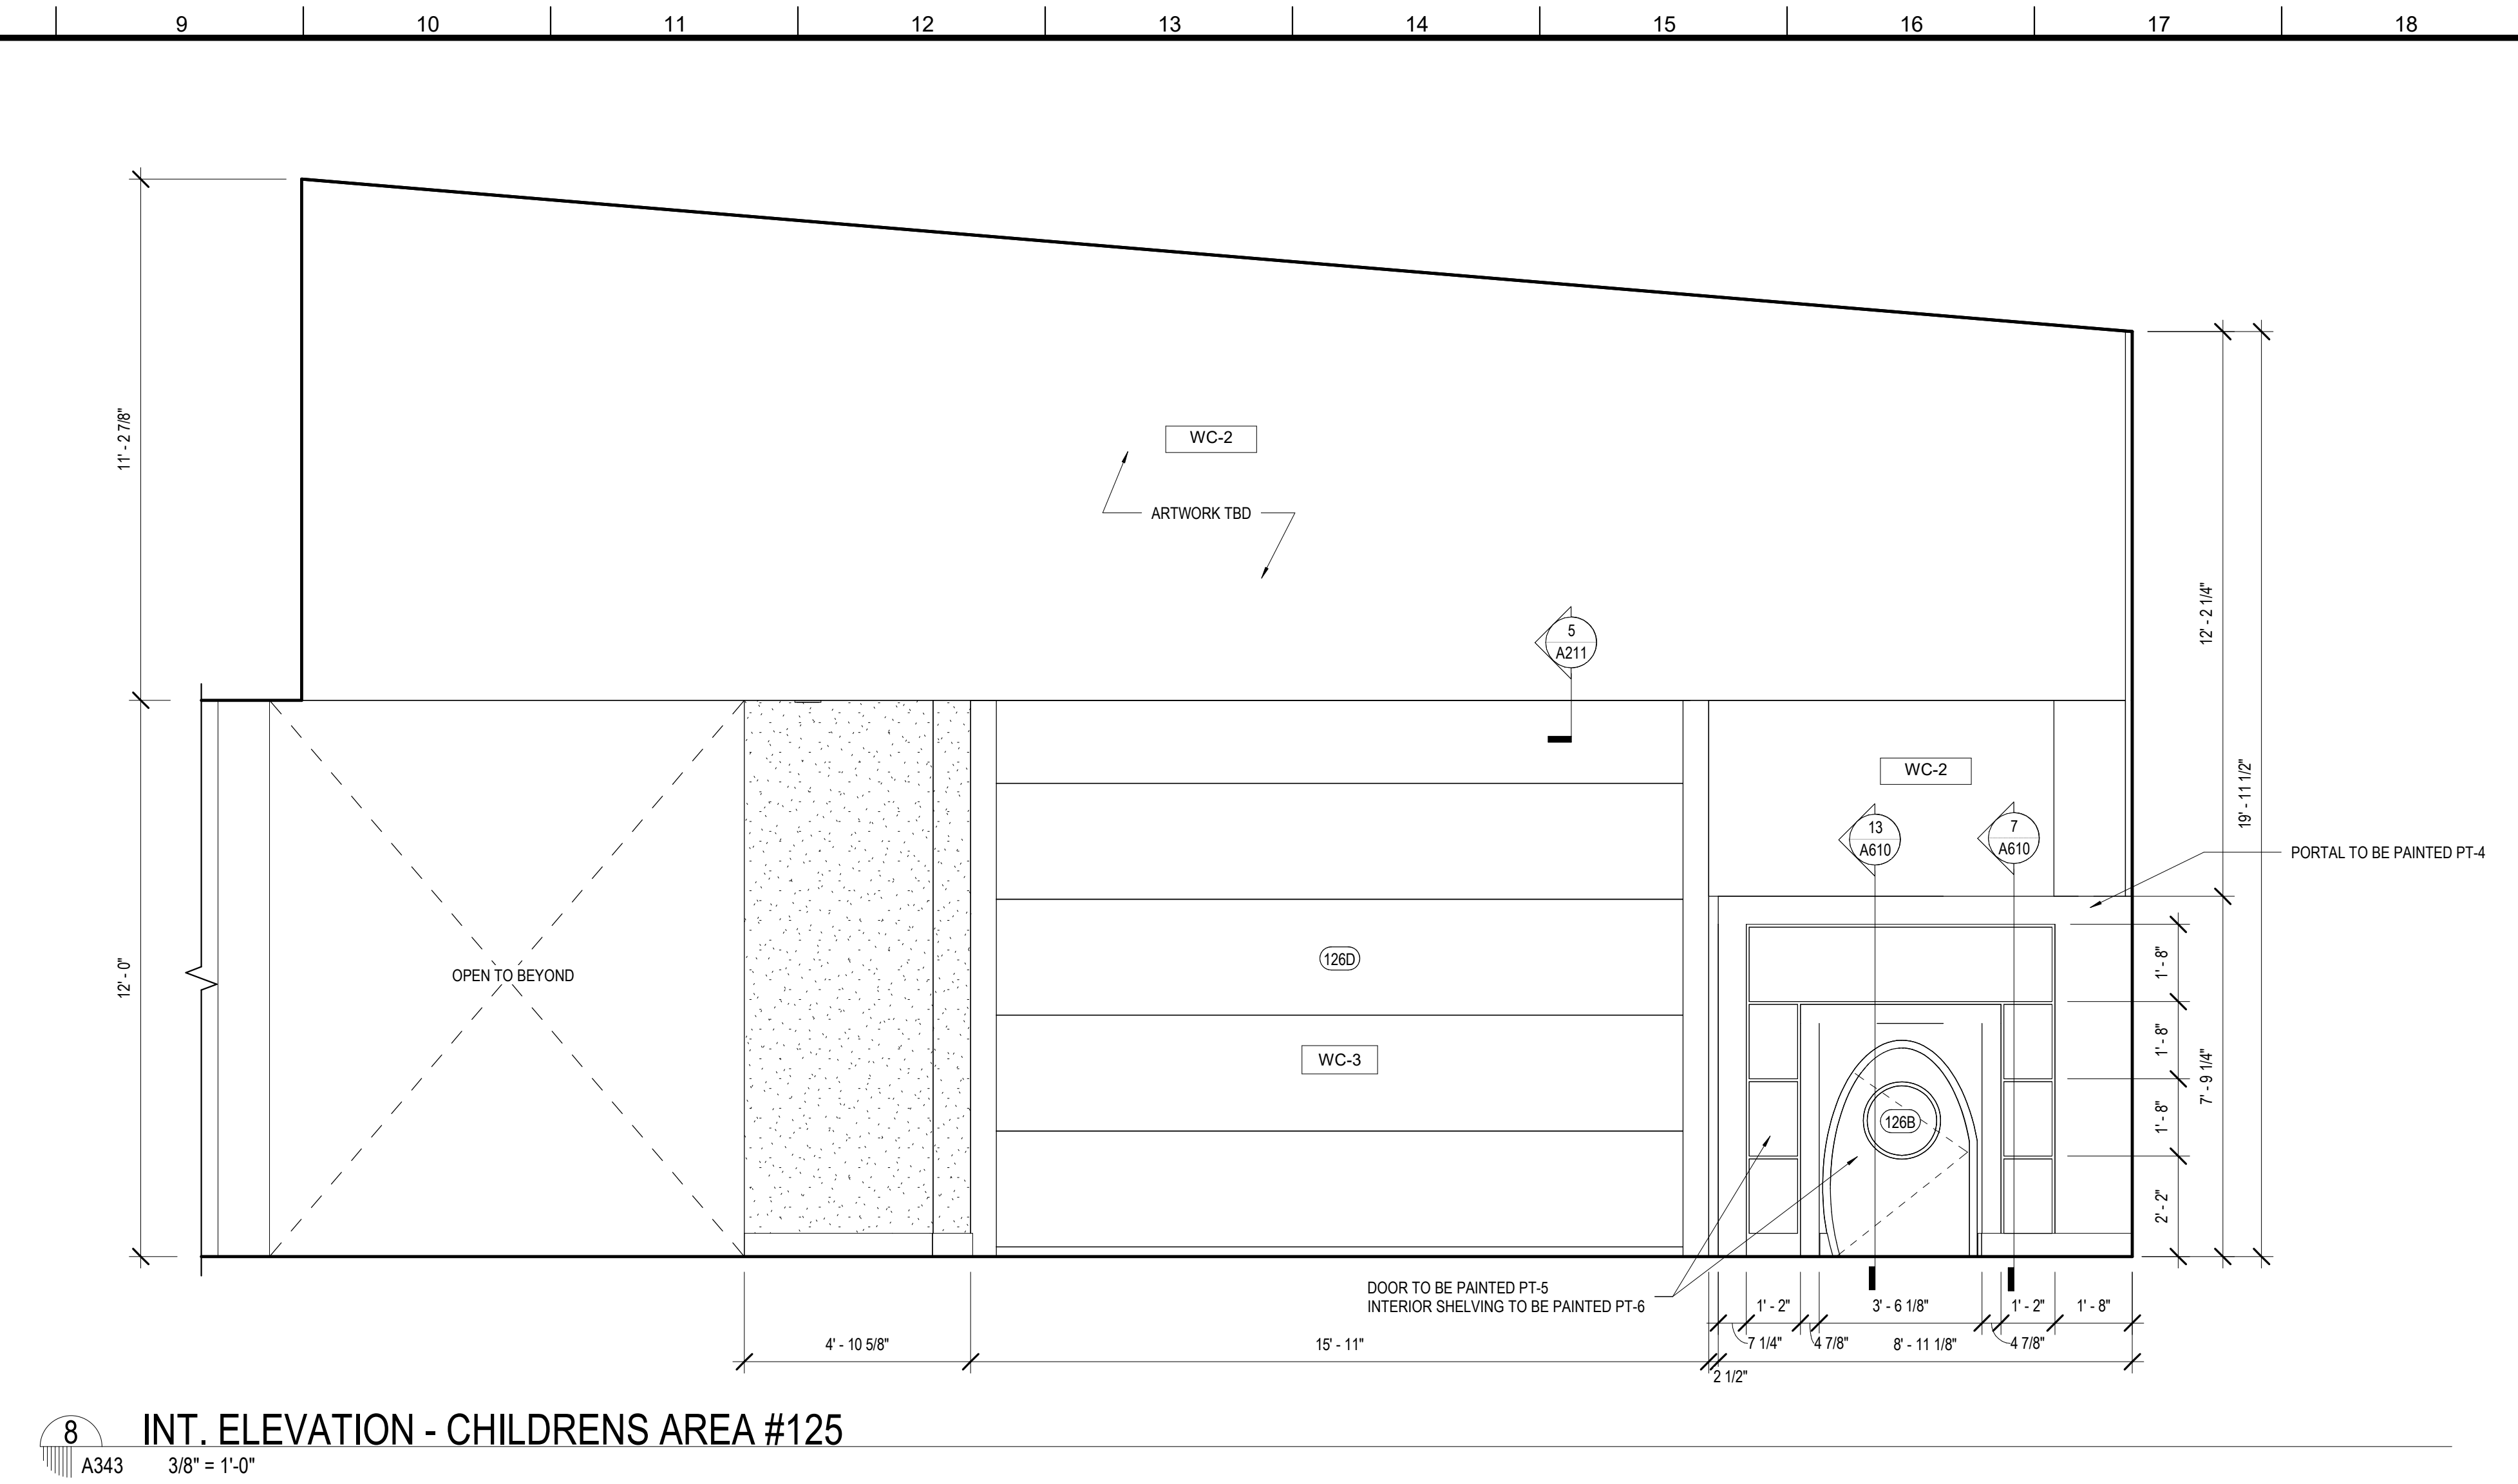 9 10 11 12 13 14 15 16 17 18
11' - 2 7/8"
WC-2
ARTWORK TBD
5
A211
12' - 2 1/4"
19' - 11 1/2"
WC-2
13
A610
7
A610
PORTAL TO BE PAINTED PT-4
12' - 0"
OPEN TO BEYOND
126D
WC-3
126B
1' - 8"
1' - 8"
1' - 8"
2' - 2"
7' - 9 1/4"
DOOR TO BE PAINTED PT-5
INTERIOR SHELVING TO BE PAINTED PT-6
1' - 2" 3' - 6 1/8" 1' - 2" 1' - 8"
7 1/4" 4 7/8" 8' - 11 1/8" 4 7/8"
4' - 10 5/8" 15' - 11"
2 1/2"
8 INT. ELEVATION - CHILDRENS AREA #125
A343 3/8" = 1'-0"